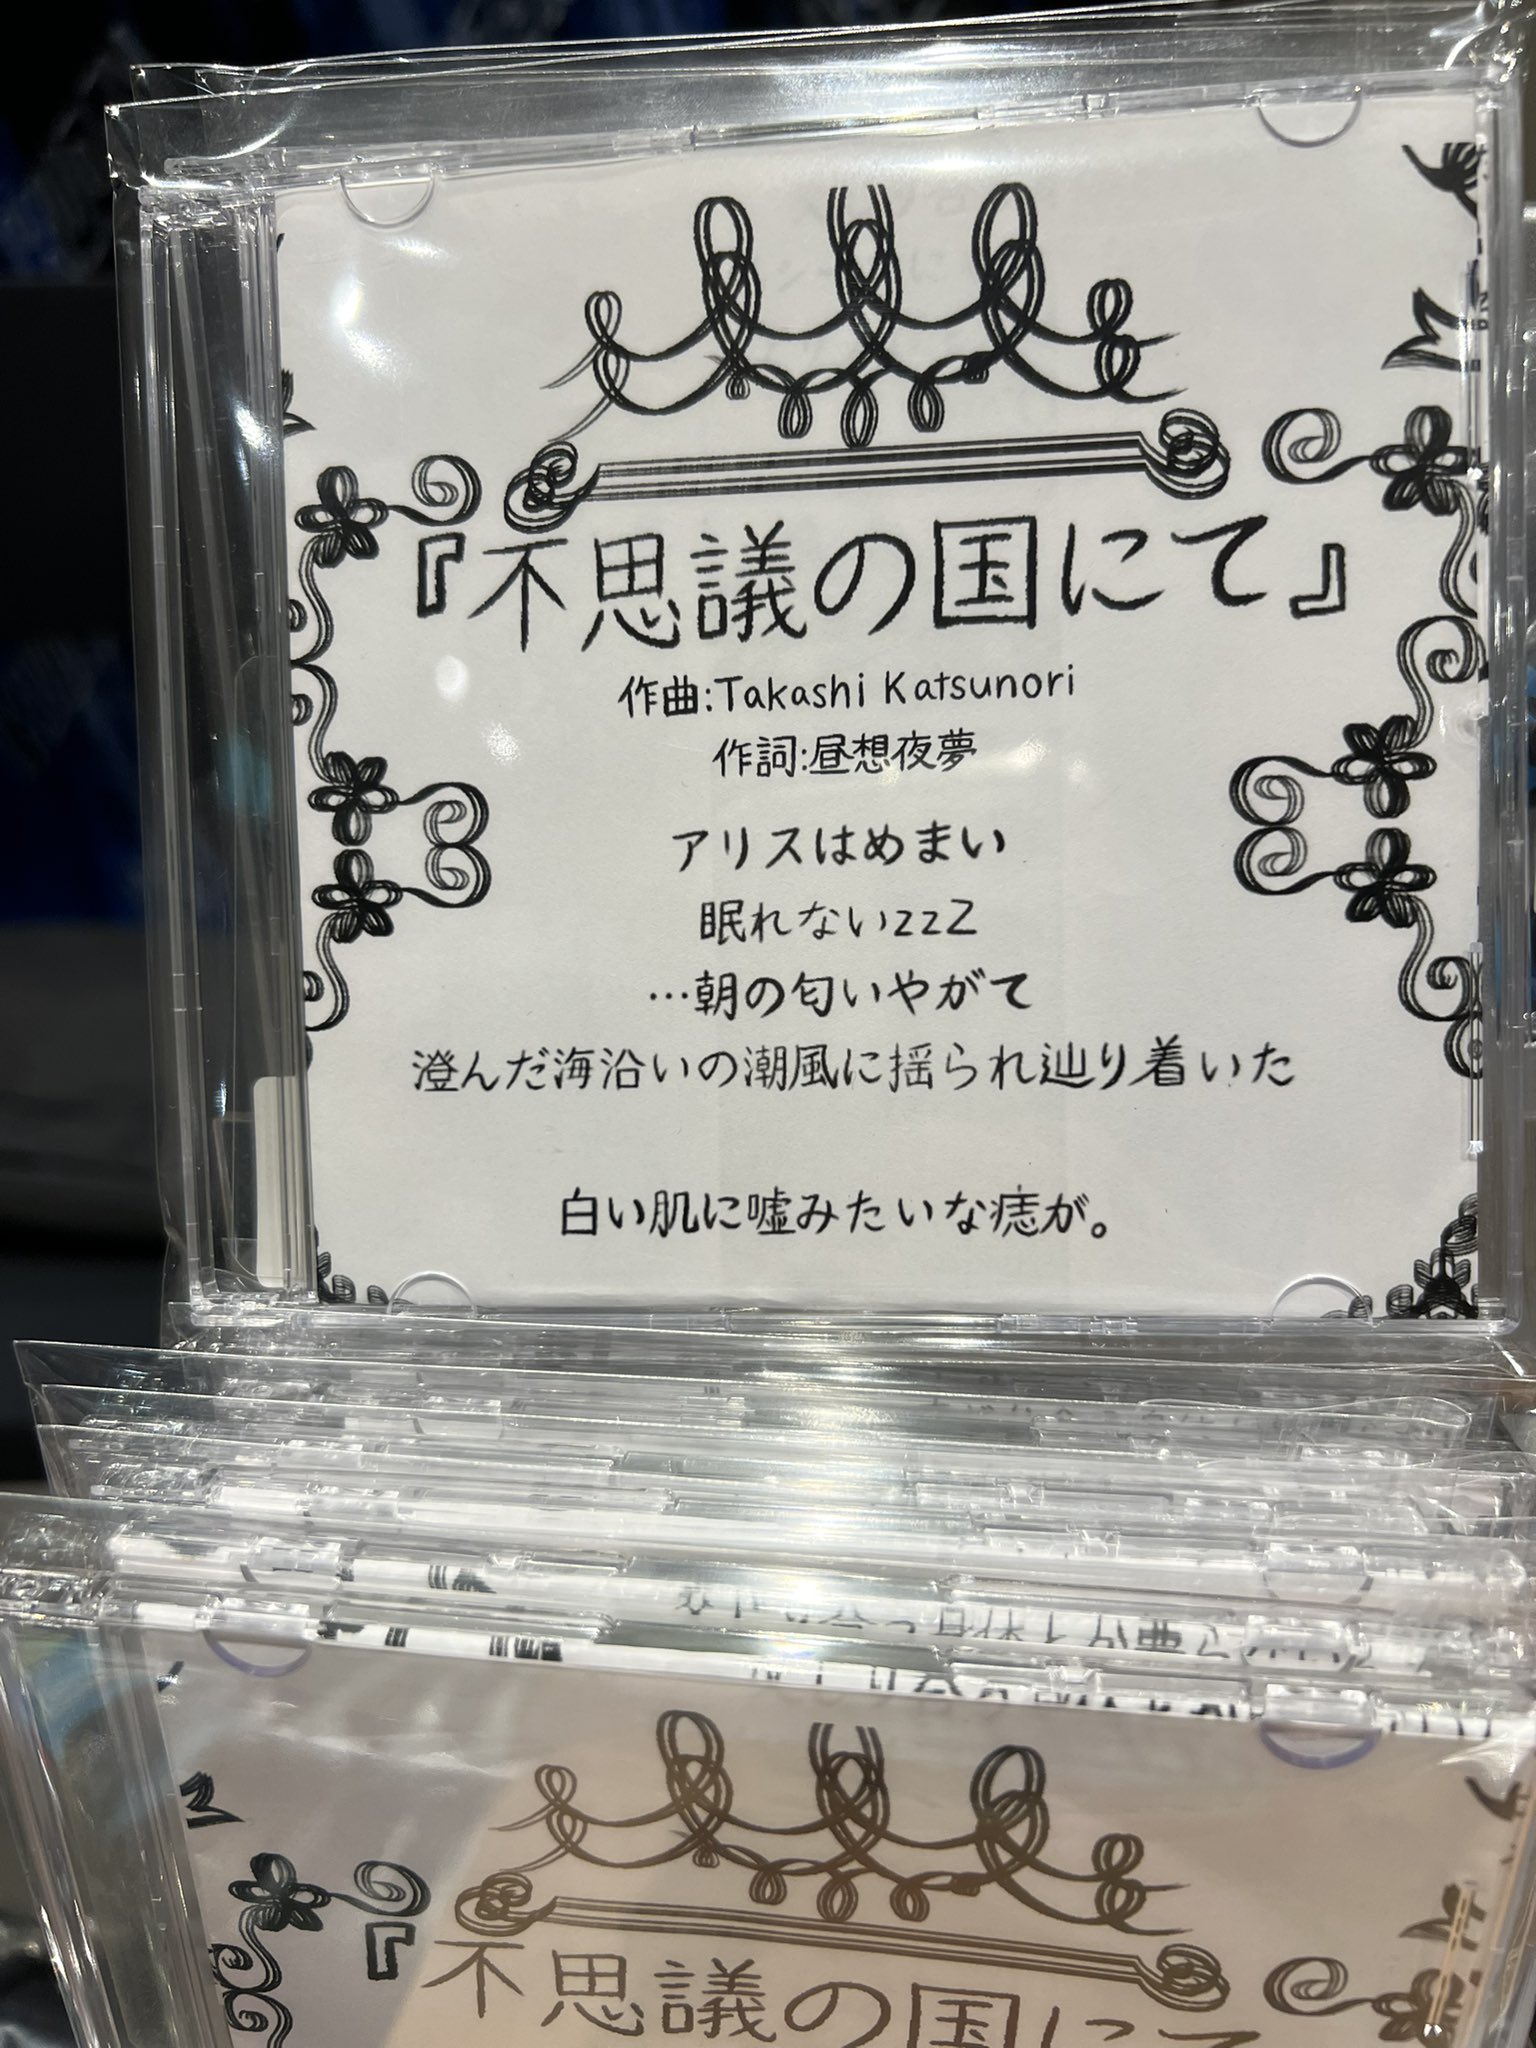 『不思議の国にて』
作曲:Takashi Katsunori
作詞:昼想夜夢
アリスはめまい
眠れないzzZ
…朝の匂いやがて
澄んだ海沿いの潮風に揺られ辿り着いた
白い肌に嘘みたいな痣が。
『不思議の国にて